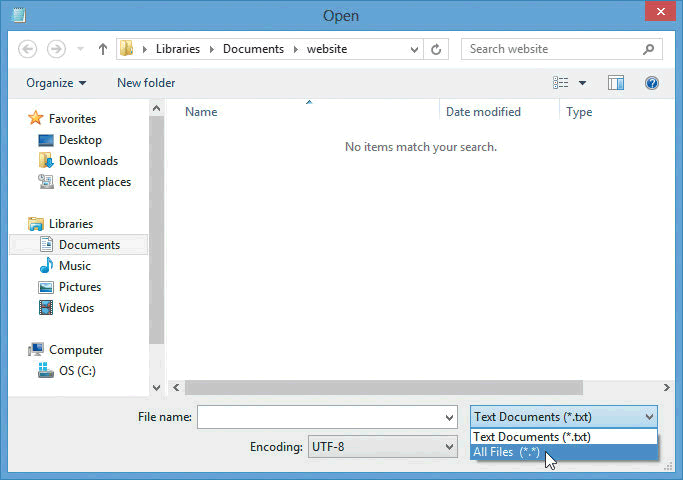 Open
Libraries Documents website
Search website
Organize New folder
Name Date modified Type
No items match your search.
Favorites
Desktop
Downloads
Recent places
Libraries
Documents
Music
Pictures
Videos
Computer
OS (C:)
File name: Text Documents (*.txt)
Text Documents (*.txt)
Encoding: UTF-8
All Files (*.*)